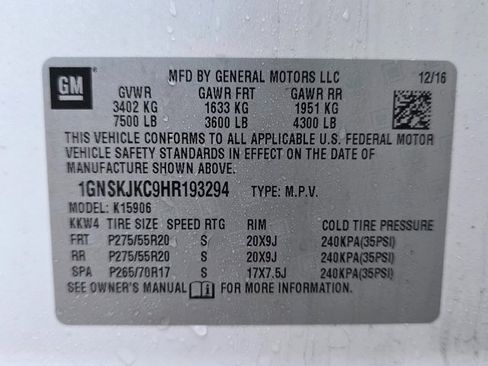 GM
MFD BY GENERAL MOTORS LLC 12/16
GVWR GAWR FRT GAWR RR
3402 KG 1633 KG 1951 KG
7500 LB 3600 LB 4300 LB
THIS VEHICLE CONFORMS TO ALL APPLICABLE U.S. FEDERAL MOTOR
VEHICLE SAFETY STANDARDS IN EFFECT ON THE DATE OF
MANUFACTURE SHOWN ABOVE.
1GNSKJKC9HR193294 TYPE: M.P.V.
MODEL: K15906
KKW4 TIRE SIZE SPEED RTG RIM COLD TIRE PRESSURE
FRT P275/55R20 S 20X9J 240KPA(35PSI)
RR P275/55R20 S 20X9J 240KPA(35PSI)
SPA P265/70R17 S 17X7.5J 240KPA(35PSI)
SEE OWNER'S MANUAL FOR MORE INFORMATION.